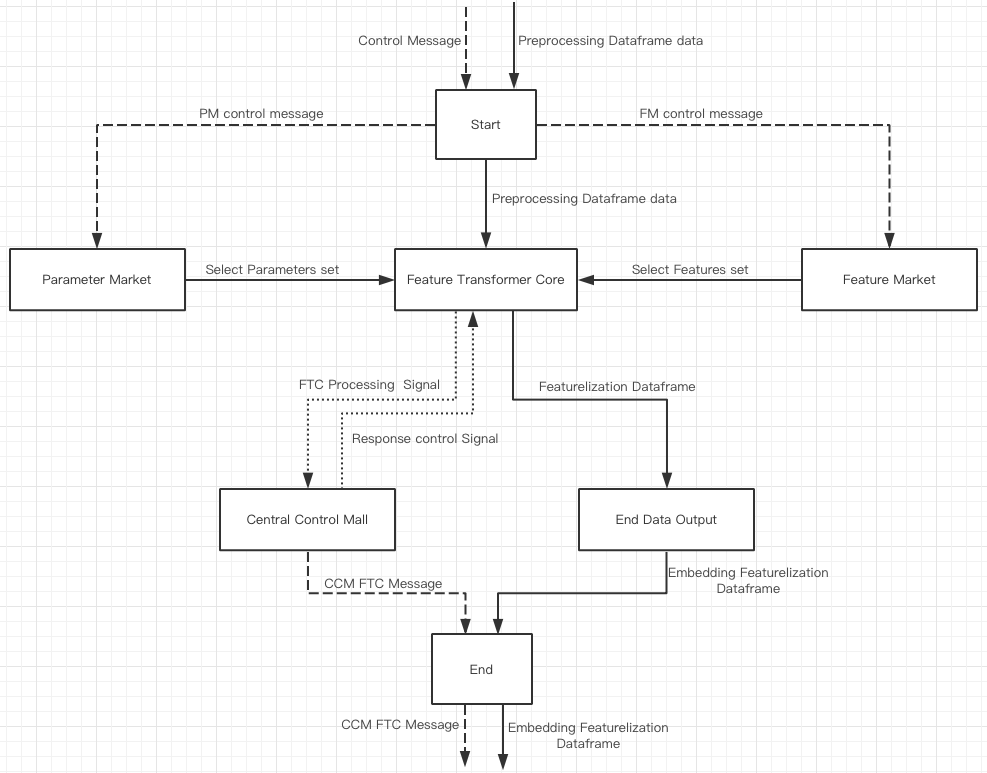 Control Message
Preprocessing Dataframe data
PM control message
Start
FM control message
Preprocessing Dataframe data
Parameter Market
Select Parameters set
Feature Transformer Core
Select Features set
Feature Market
FTC Processing  Signal
Featurelization Dataframe
Response control Signal
Central Control Mall
End Data Output
CCM FTC Message
Embedding Featurelization
Dataframe
End
CCM FTC Message
Embedding Featurelization
Dataframe